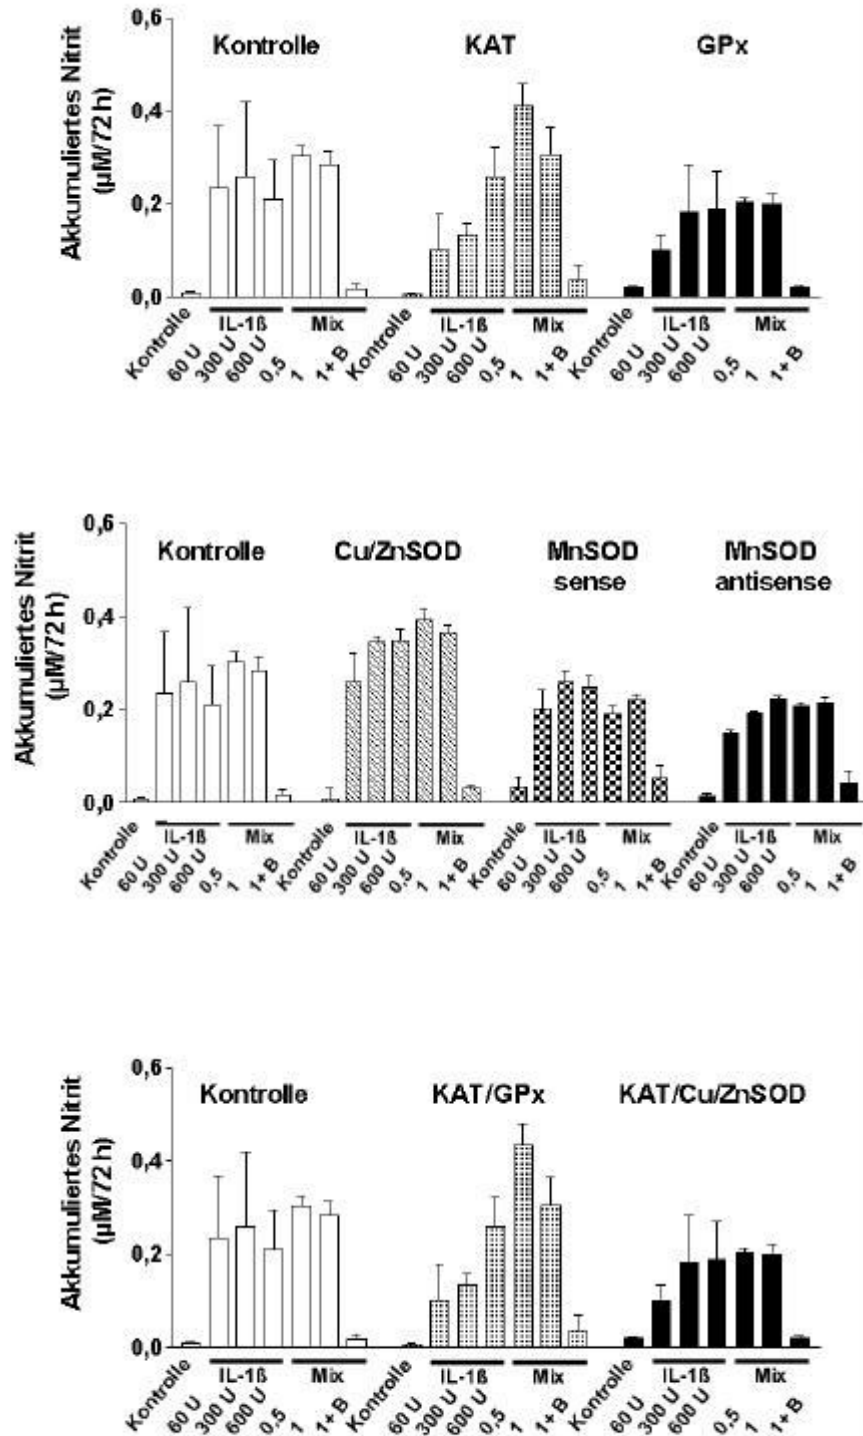 Akkumuliertes Nitrit
(µM/72 h)
0,6
0,4
0,2
0,0
Kontrolle KAT GPx
Kontrolle 60 U 300 U 600 U 0,5 1 1+ B Kontrolle 60 U 300 U 600 U 0,5 1 1+ B Kontrolle 60 U 300 U 600 U 0,5 1 1+ B
IL-1ß Mix IL-1ß Mix IL-1ß Mix
Akkumuliertes Nitrit
(µM/72 h)
0,6
0,4
0,2
0,0
Kontrolle Cu/ZnSOD MnSOD MnSOD
sense antisense
IL-1ß Mix IL-1ß Mix IL-1ß Mix IL-1ß Mix
Kontrolle 60 U 300 U 600 U 0,5 1 1+ B Kontrolle 60 U 300 U 600 U 0,5 1 1+ B Kontrolle 60 U 300 U 600 U 0,5 1 1+ B Kontrolle 60 U 300 U 600 U 0,5 1 1+ B
Akkumuliertes Nitrit
(µM/72 h)
0,6
0,4
0,2
0,0
Kontrolle KAT/GPx KAT/Cu/ZnSOD
IL-1ß Mix IL-1ß Mix IL-1ß Mix
Kontrolle 60 U 300 U 600 U 0,5 1 1+ B Kontrolle 60 U 300 U 600 U 0,5 1 1+ B Kontrolle 60 U 300 U 600 U 0,5 1 1+ B